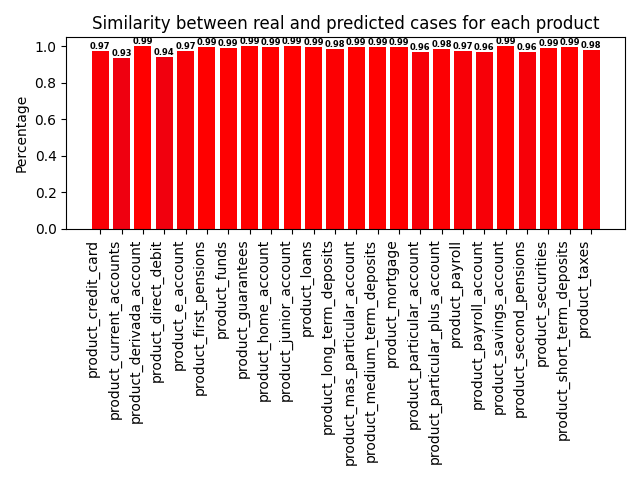 Similarity between real and predicted cases for each product
Percentage
1.0
0.8
0.6
0.4
0.2
0.0
0.97
0.93
0.99
0.94
0.97
0.99
0.99
0.99
0.99
0.99
0.99
0.98
0.99
0.99
0.99
0.96
0.98
0.97
0.96
0.99
0.96
0.99
0.99
0.98
product_credit_card
product_current_accounts
product_derivada_account
product_direct_debit
product_e_account
product_first_pensions
product_funds
product_guarantees
product_home_account
product_junior_account
product_loans
product_long_term_deposits
product_mas_particular_account
product_medium_term_deposits
product_mortgage
product_particular_account
product_particular_plus_account
product_payroll
product_payroll_account
product_savings_account
product_second_pensions
product_securities
product_short_term_deposits
product_taxes